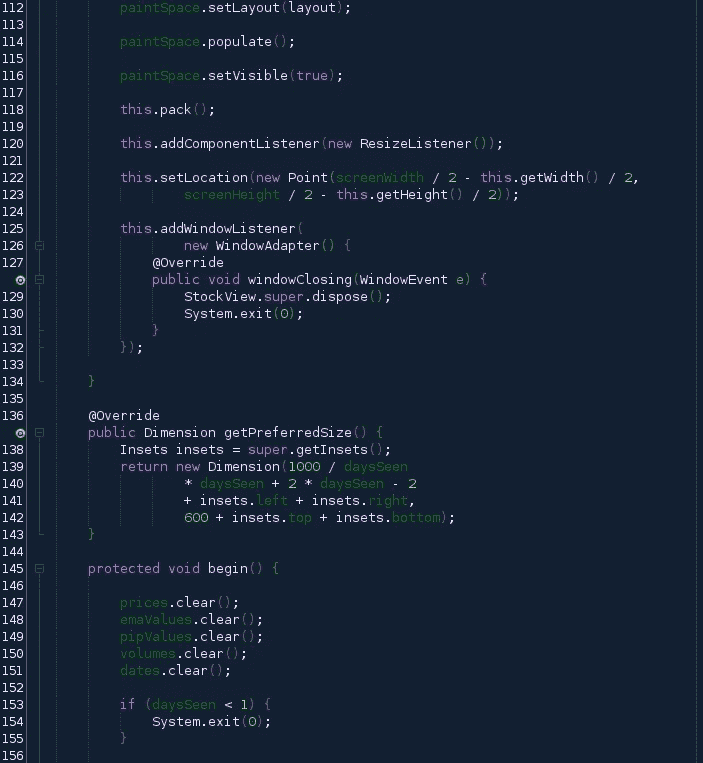 112 paintSpace.setLayout(layout);
113
114 paintSpace.populate();
115
116 paintSpace.setVisible(true);
117
118 this.pack();
119
120 this.addComponentListener(new ResizeListener());
121
122 this.setLocation(new Point(screenWidth / 2 - this.getWidth() / 2,
123 screenHeight / 2 - this.getHeight() / 2));
124
125 this.addWindowListener(
126 new WindowAdapter() {
127 @Override
public void windowClosing(WindowEvent e) {
129 StockView.super.dispose();
130 System.exit(0);
131 }
132 });
133
134 }
135
136 @Override
public Dimension getPreferredSize() {
138 Insets insets = super.getInsets();
139 return new Dimension(1000 / daysSeen
140 * daysSeen + 2 * daysSeen - 2
141 + insets.left + insets.right,
142 600 + insets.top + insets.bottom);
143 }
144
145 protected void begin() {
146
147 prices.clear();
148 emaValues.clear();
149 pipValues.clear();
150 volumes.clear();
151 dates.clear();
152
153 if (daysSeen < 1) {
154 System.exit(0);
155 }
156